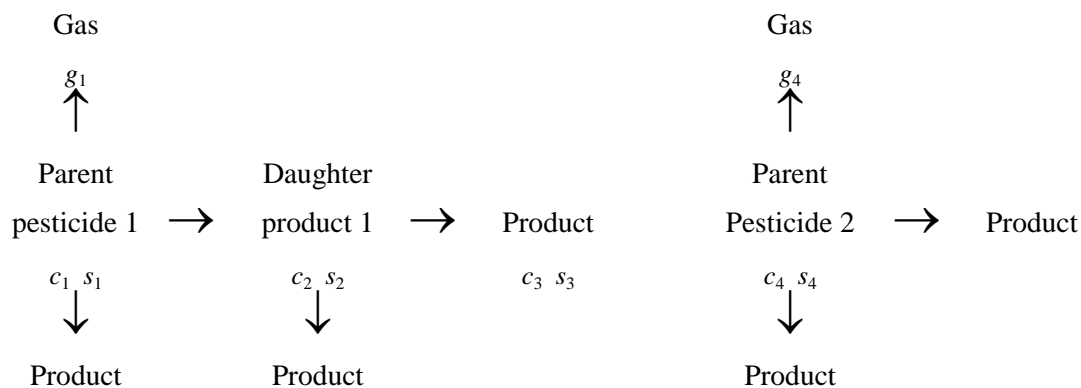 Gas Gas
g1 g4
Parent Daughter Parent
pesticide 1 product 1 Product Pesticide 2 Product
c1 s1 c2 s2 c3 s3 c4 s4
Product Product Product